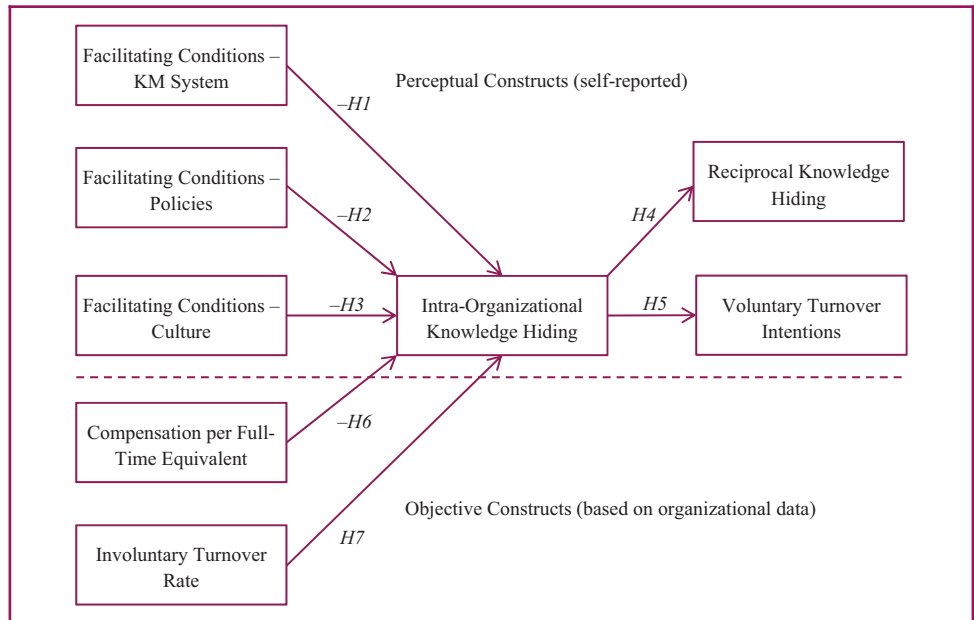 Facilitating Conditions –
KM System
Perceptual Constructs (self-reported)
–H1
Facilitating Conditions –
Policies
–H2
Reciprocal Knowledge
Hiding
H4
Facilitating Conditions –
Culture
–H3
Intra-Organizational
Knowledge Hiding
H5
Voluntary Turnover
Intentions
Compensation per Full-
Time Equivalent
–H6
Objective Constructs (based on organizational data)
H7
Involuntary Turnover
Rate